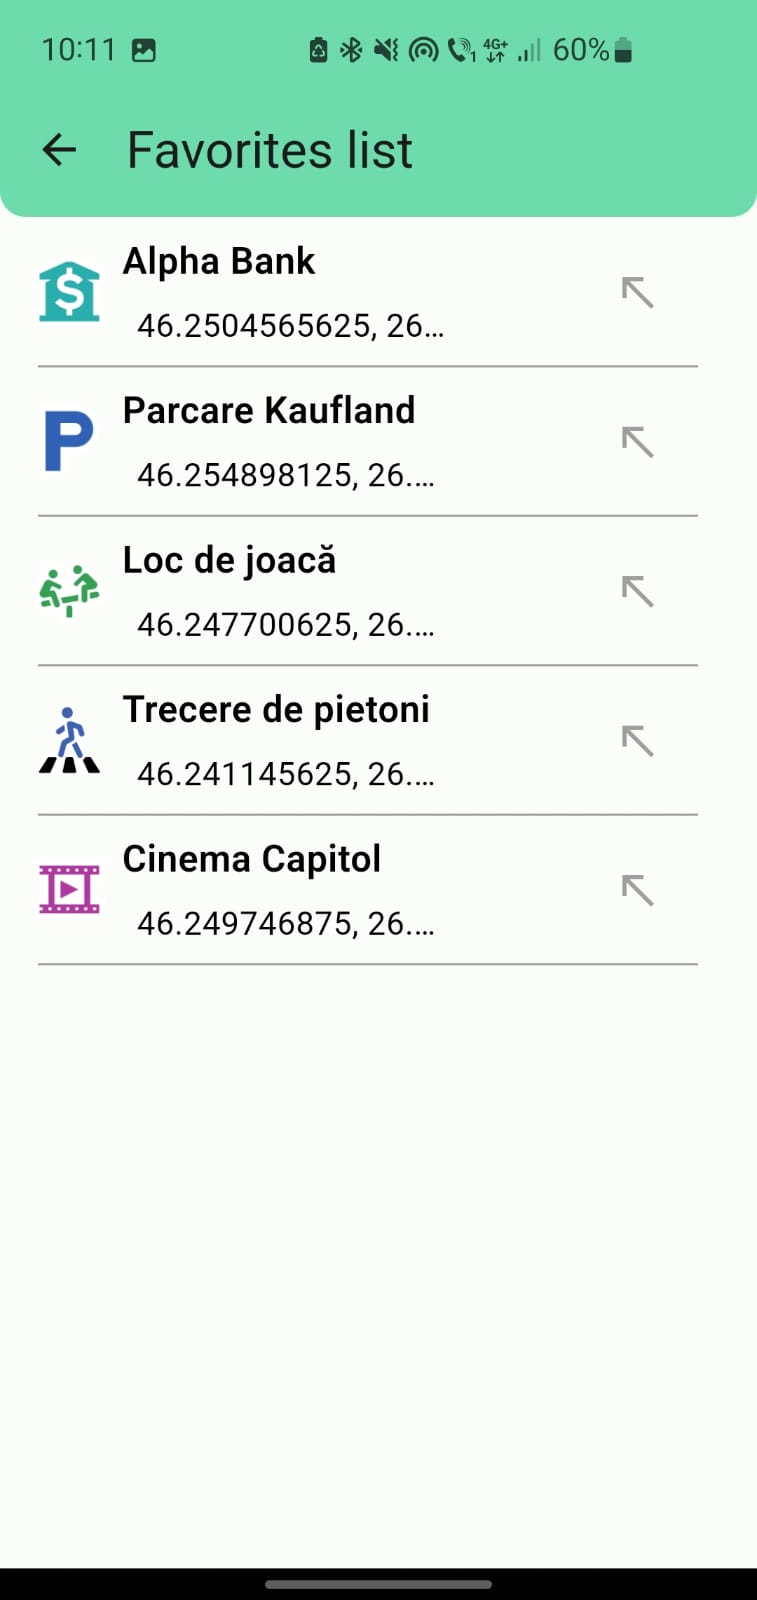 10:11 4G+ 1 60%
Favorites list
Alpha Bank
46.2504565625, 26...
Parcare Kaufland
46.254898125, 26....
Loc de joacă
46.247700625, 26....
Trecere de pietoni
46.241145625, 26....
Cinema Capitol
46.249746875, 26....